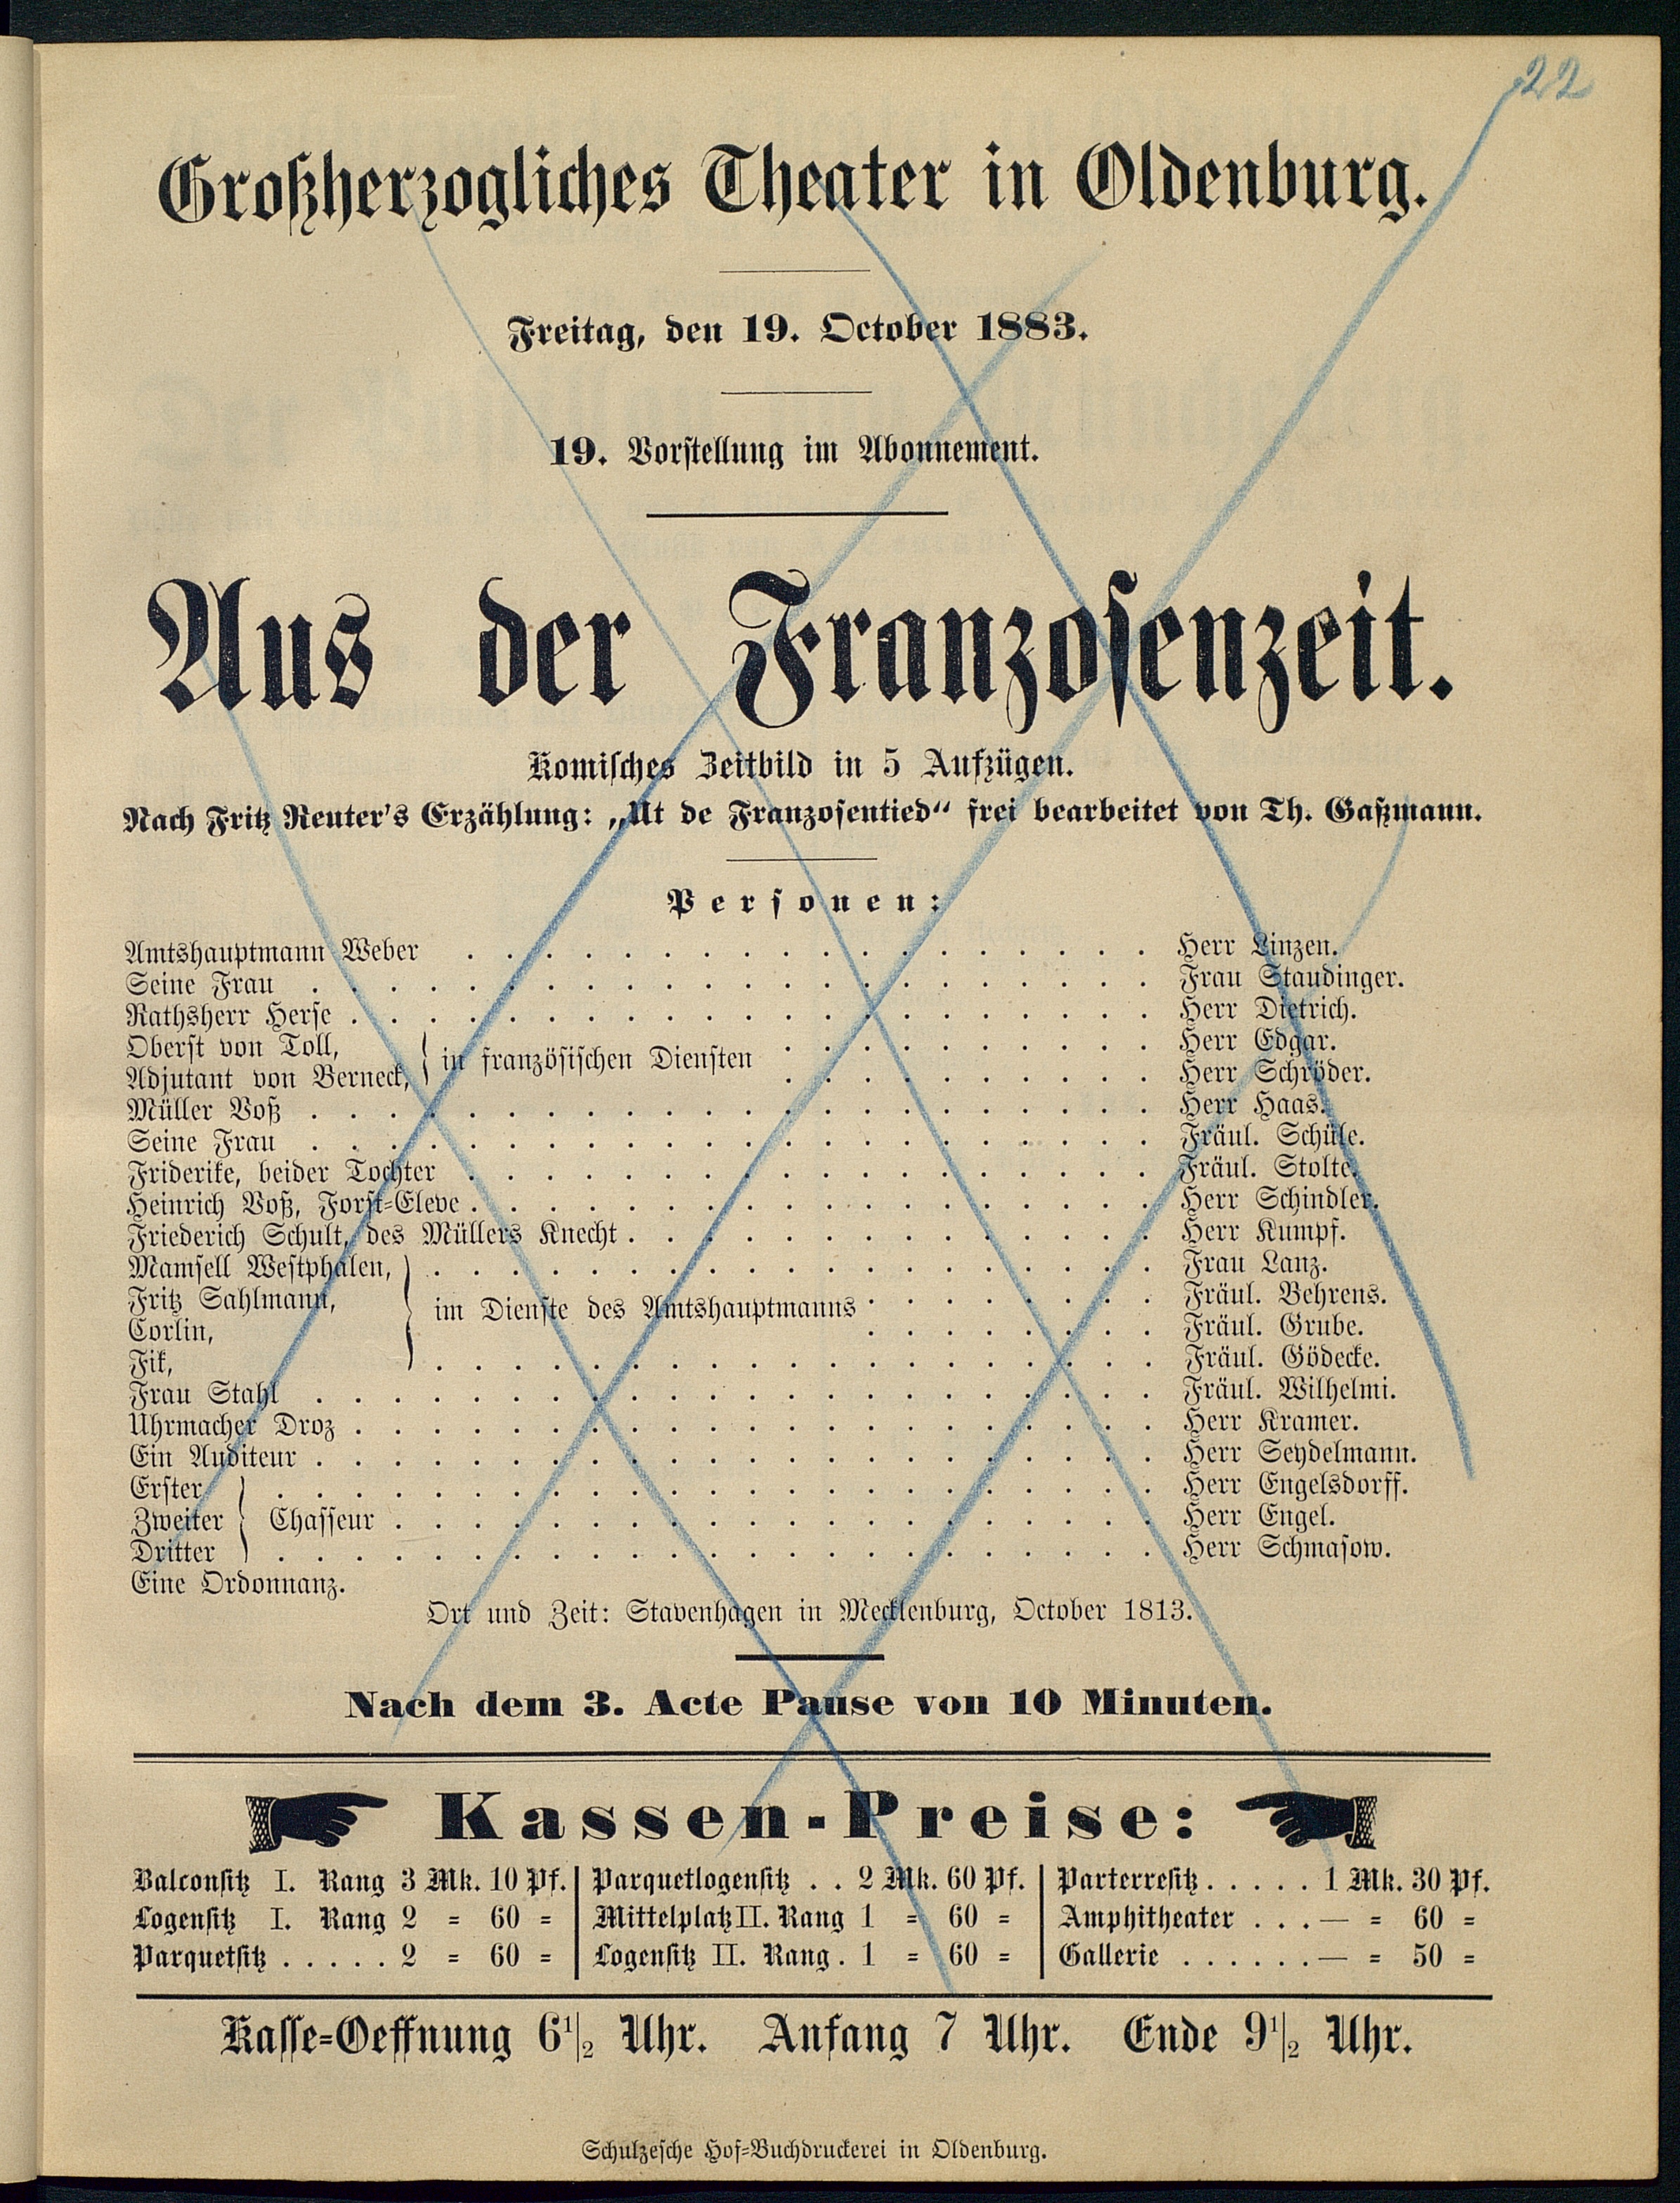 22
Großherzogliches Theater in Oldenburg.
Freitag, den 19. October 1883.
19. Vorstellung im Abonnement.
Aus der Franzosenzeit.
Komisches Zeitbild in 5 Aufzügen.
Nach Fritz Reuter's Erzählung: „Ut de Franzosentied“ frei bearbeitet von Th. Gaßmann.
Personen:
Amtshauptmann Weber . . . . . Herr Linzen.
Seine Frau . . . . . Frau Staudinger.
Rathsherr Herse . . . . . Herr Dietrich.
Oberst von Toll, } in französischen Diensten . . . . . Herr Edgar.
Adjutant von Berneck, . . . . . Herr Schröder.
Müller Voß . . . . . Herr Haas.
Seine Frau . . . . . Fräul. Schüle.
Friderike, beider Tochter . . . . . Fräul. Stolte.
Heinrich Voß, Forst-Eleve . . . . . Herr Schindler.
Friederich Schult, des Müllers Knecht . . . . . Herr Kumpf.
Mamsell Westphalen, . . . . . Frau Lanz.
Fritz Sahlmann, } im Dienste des Amtshauptmanns . . . . . Fräul. Behrens.
Corlin, . . . . . Fräul. Grube.
Fik, . . . . . Fräul. Gödecke.
Frau Stahl . . . . . Fräul. Wilhelmi.
Uhrmacher Droz . . . . . Herr Kramer.
Ein Auditeur . . . . . Herr Seydelmann.
Erster . . . . . Herr Engelsdorff.
Zweiter } Chasseur . . . . . Herr Engel.
Dritter . . . . . Herr Schmasow.
Eine Ordonnanz.
Ort und Zeit: Stavenhagen in Mecklenburg, October 1813.
Nach dem 3. Acte Pause von 10 Minuten.
Kassen-Preise:
Balconsitz I. Rang 3 Mk. 10 Pf. | Parquetlogensitz . . 2 Mk. 60 Pf. | Parterresitz . . . . . 1 Mk. 30 Pf.
Logensitz I. Rang 2 = 60 = | Mittelplatz II. Rang 1 = 60 = | Amphitheater . . . — = 60 =
Parquetsitz . . . . . 2 = 60 = | Logensitz II. Rang . 1 = 60 = | Gallerie . . . . . . — = 50 =
Kasse-Oeffnung 6 1/2 Uhr. Anfang 7 Uhr. Ende 9 1/2 Uhr.
Schulzesche Hof-Buchdruckerei in Oldenburg.